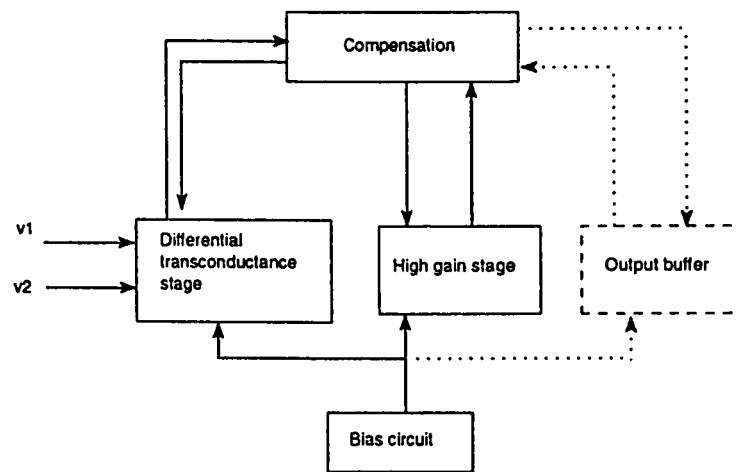 Compensation
v1
v2
Differential
transconductance
stage
High gain stage
Output buffer
Bias circuit